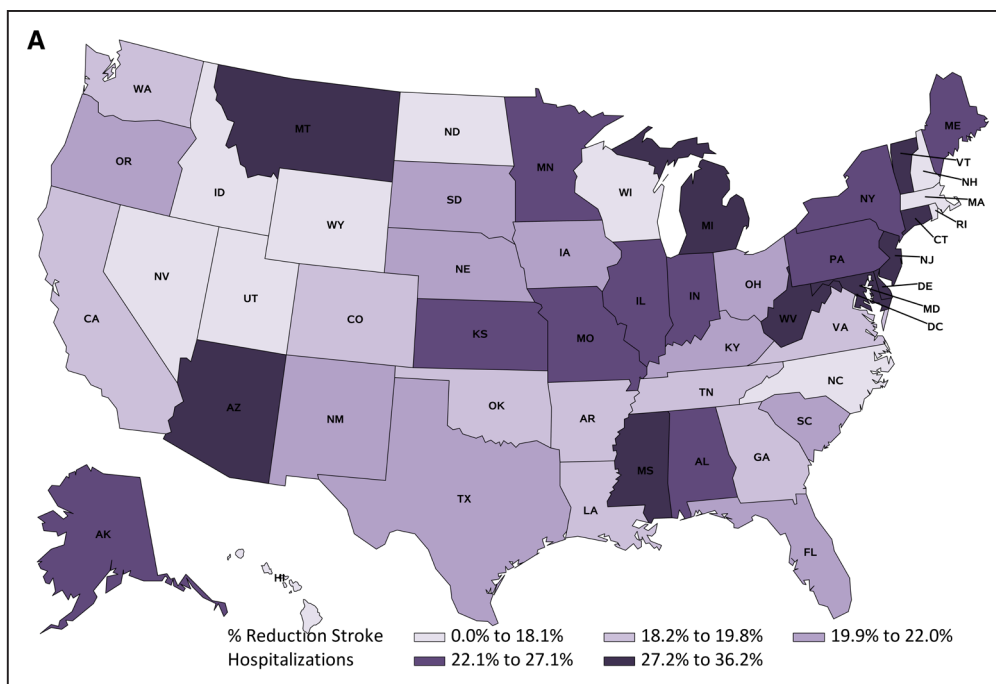 A
WA
MT
ND
MN
ME
VT
OR
ID
SD
WI
NH
MA
NY
WY
MI
RI
CT
NV
NE
IA
PA
NJ
UT
IL
IN
OH
DE
MD
CA
CO
KS
MO
WV
VA
DC
KY
AZ
NM
OK
AR
TN
NC
SC
MS
AL
GA
TX
LA
AK
FL
HI
% Reduction Stroke Hospitalizations
0.0% to 18.1%
18.2% to 19.8%
19.9% to 22.0%
22.1% to 27.1%
27.2% to 36.2%